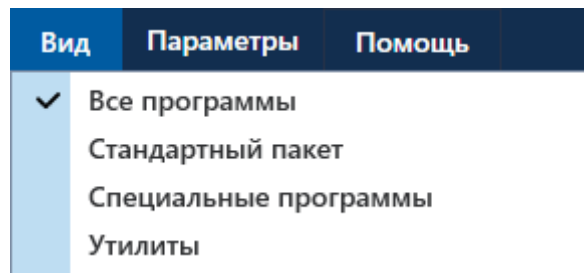 Вид Параметры Помощь
Все программы
Стандартный пакет
Специальные программы
Утилиты